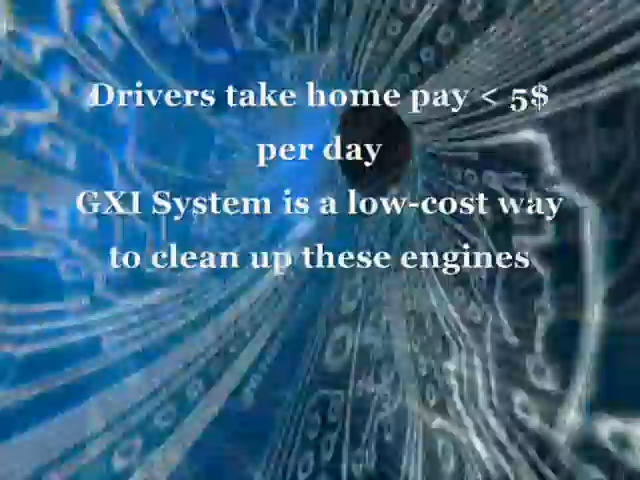 Drivers take home pay < 5$
per day
GXI System is a low-cost way
to clean up these engines